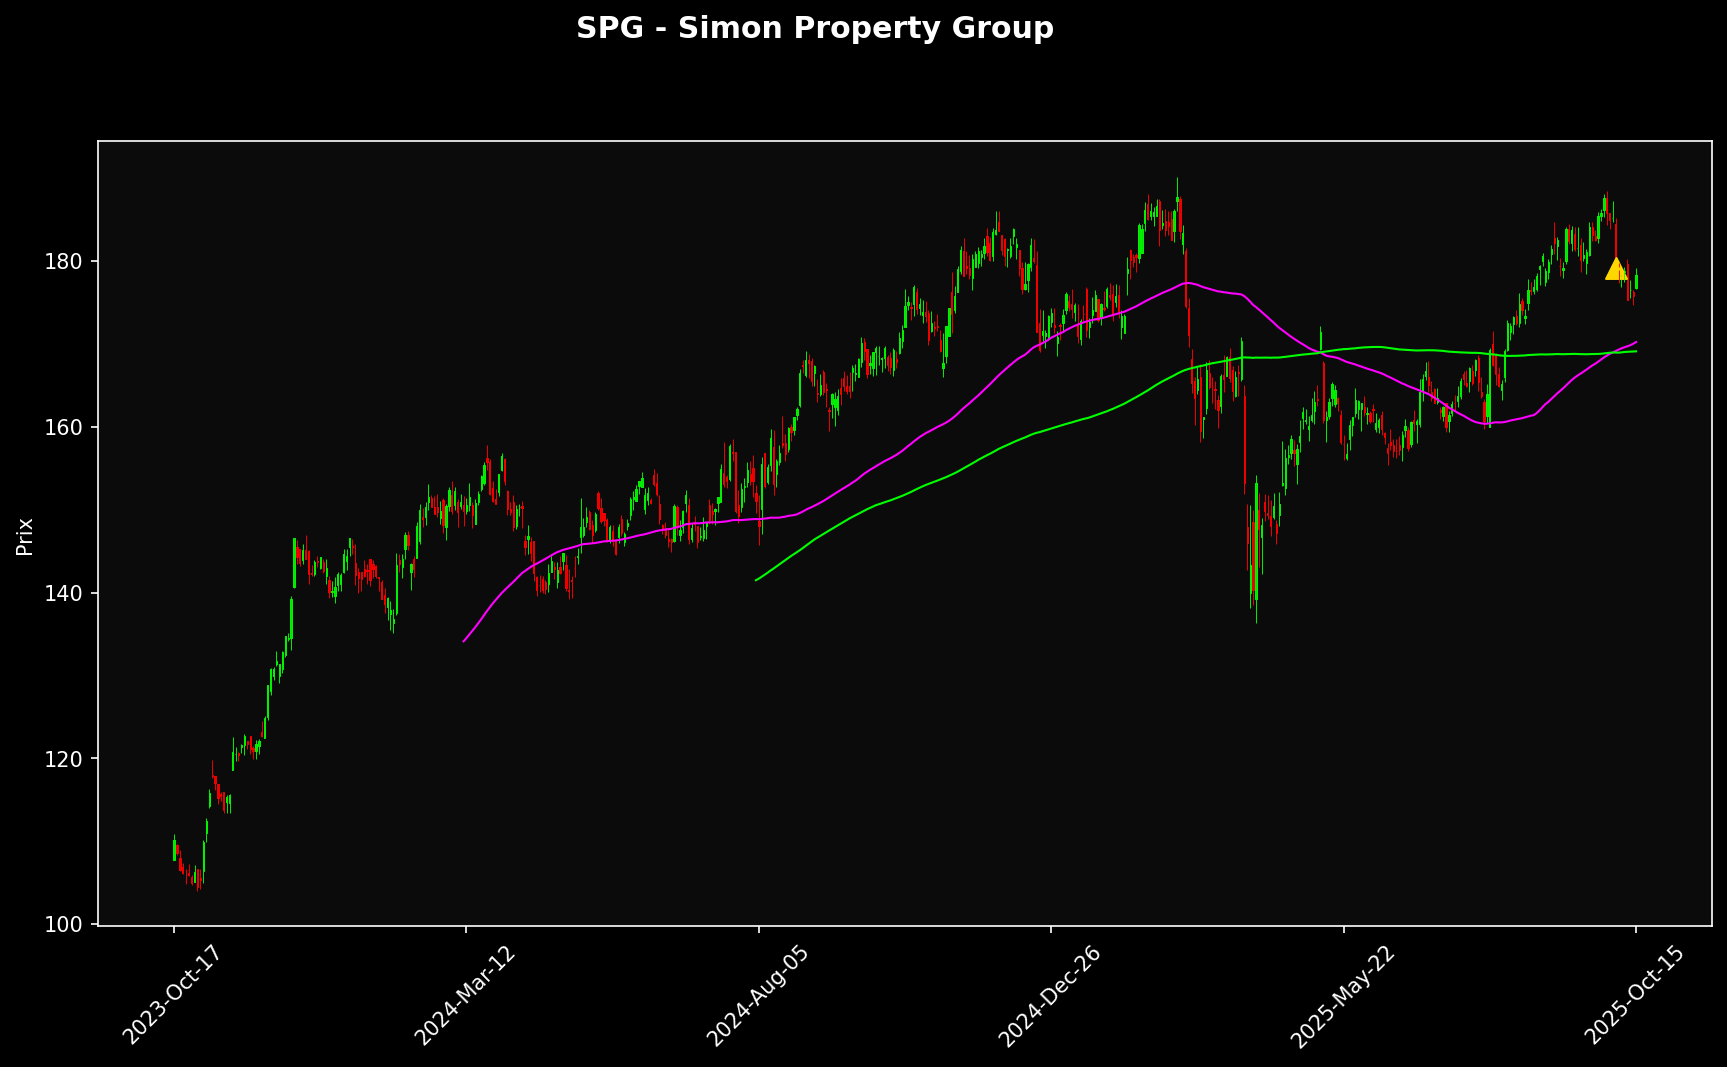 SPG - Simon Property Group
Prix
180
160
140
120
100
2023-Oct-17
2024-Mar-12
2024-Aug-05
2024-Dec-26
2025-May-22
2025-Oct-15